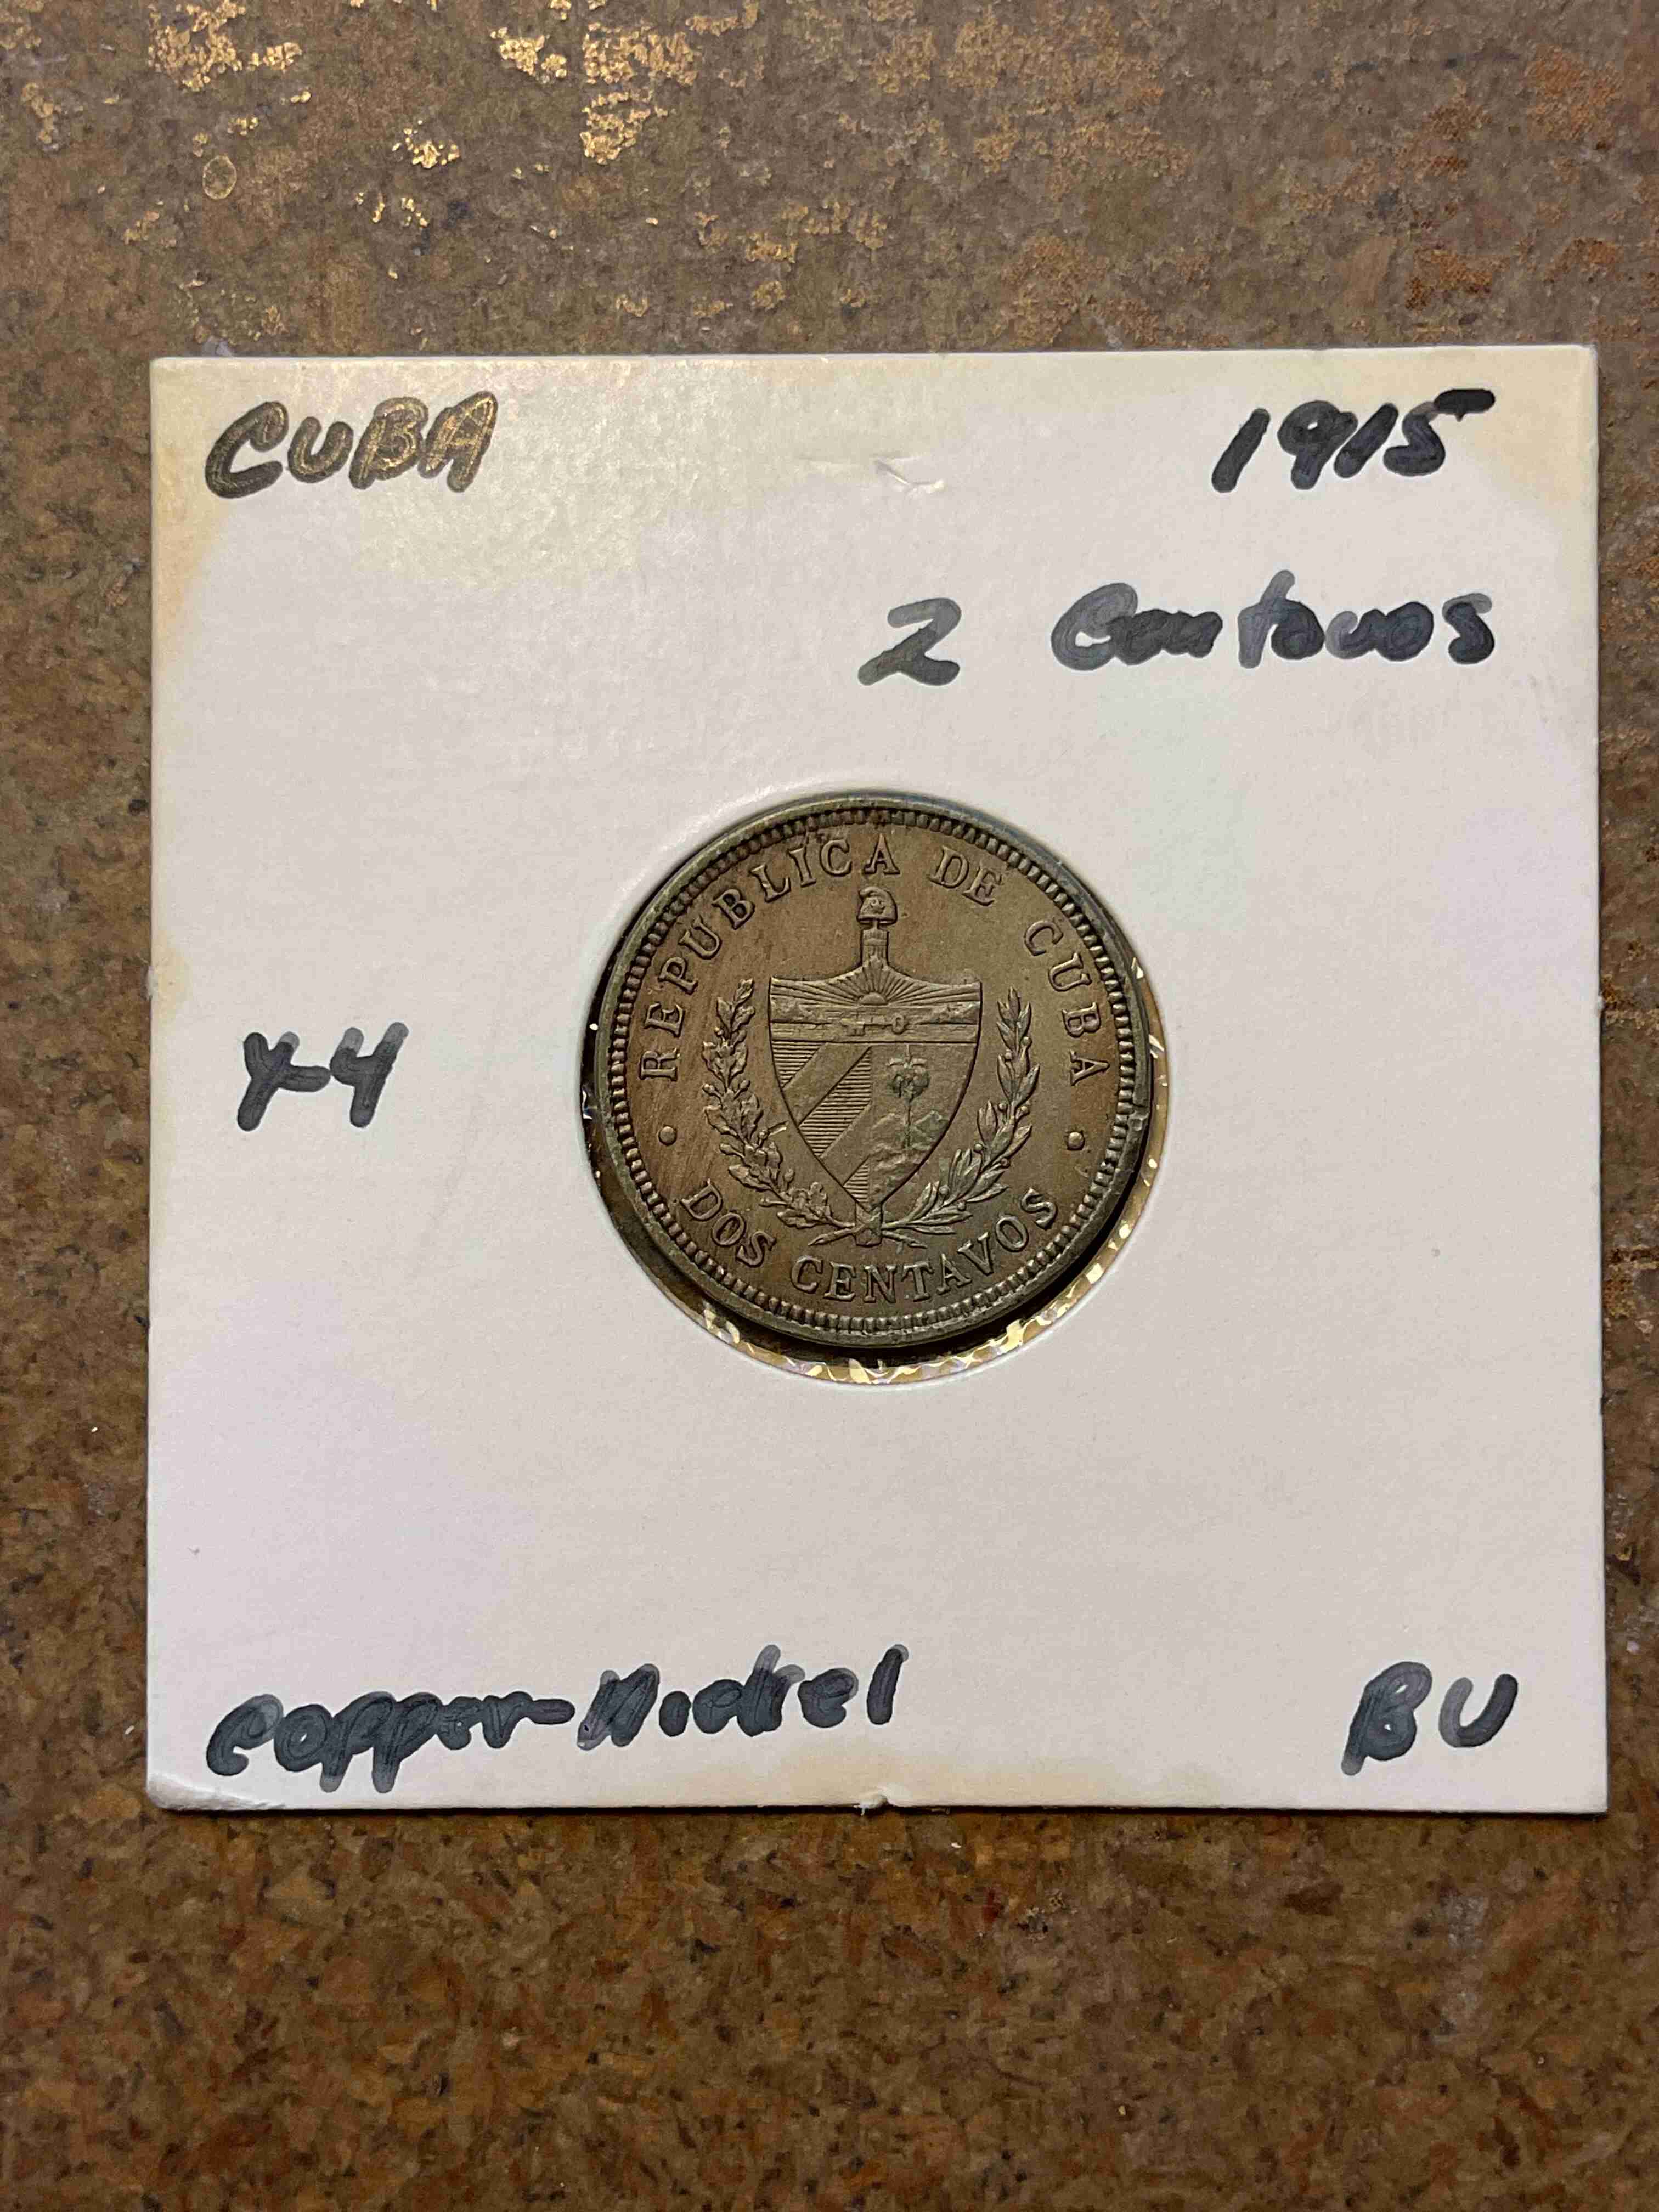 CUBA 1915
2 Centavos
REPUBLICA DE CUBA
Y-4
DOS CENTAVOS
Copper-Nickel BU